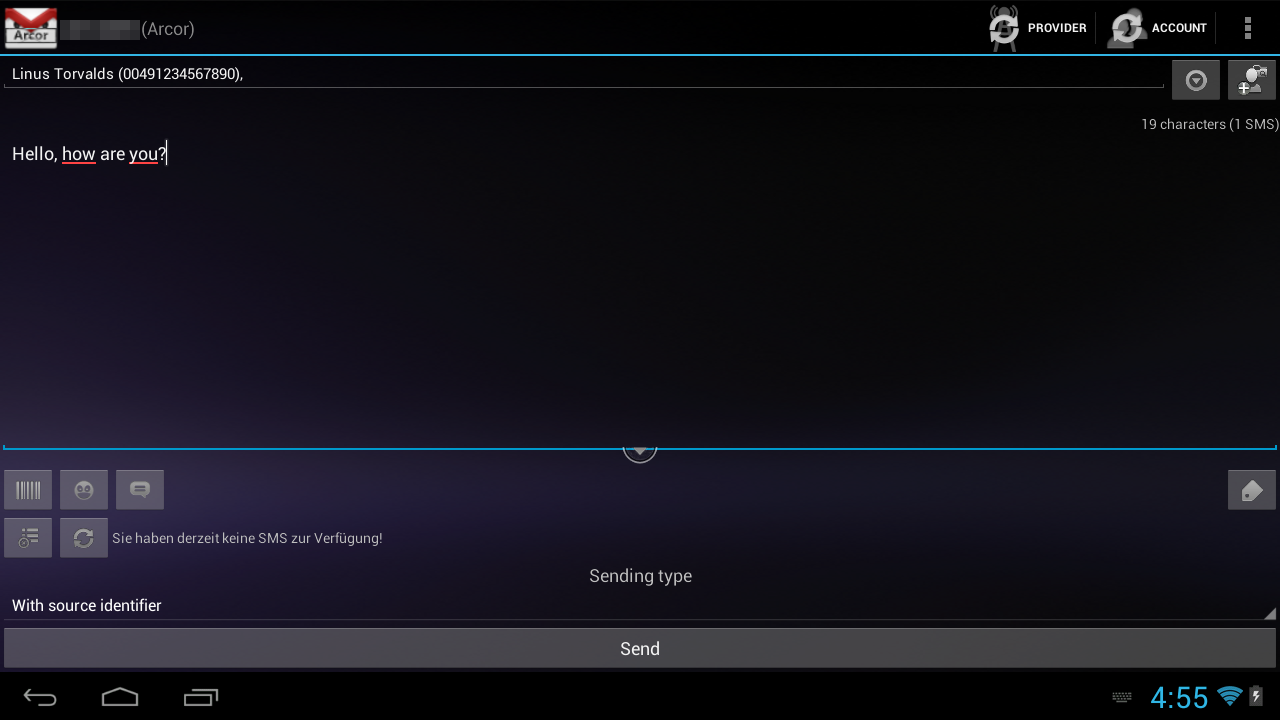 Arcor
(Arcor)
PROVIDER
ACCOUNT
Linus Torvalds (00491234567890),
19 characters (1 SMS)
Hello, how are you?
Sie haben derzeit keine SMS zur Verfügung!
Sending type
With source identifier
Send
4:55